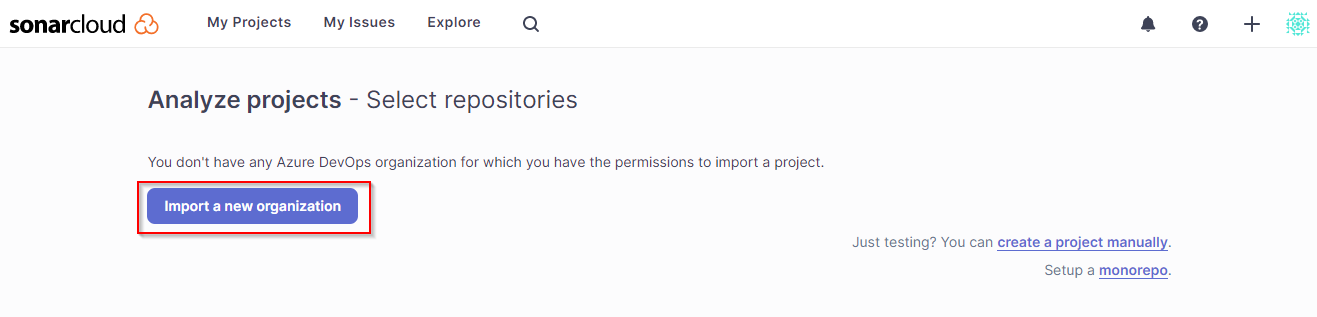 sonarcloud My Projects My Issues Explore
Analyze projects - Select repositories
You don't have any Azure DevOps organization for which you have the permissions to import a project.
Import a new organization
Just testing? You can create a project manually.
Setup a monorepo.